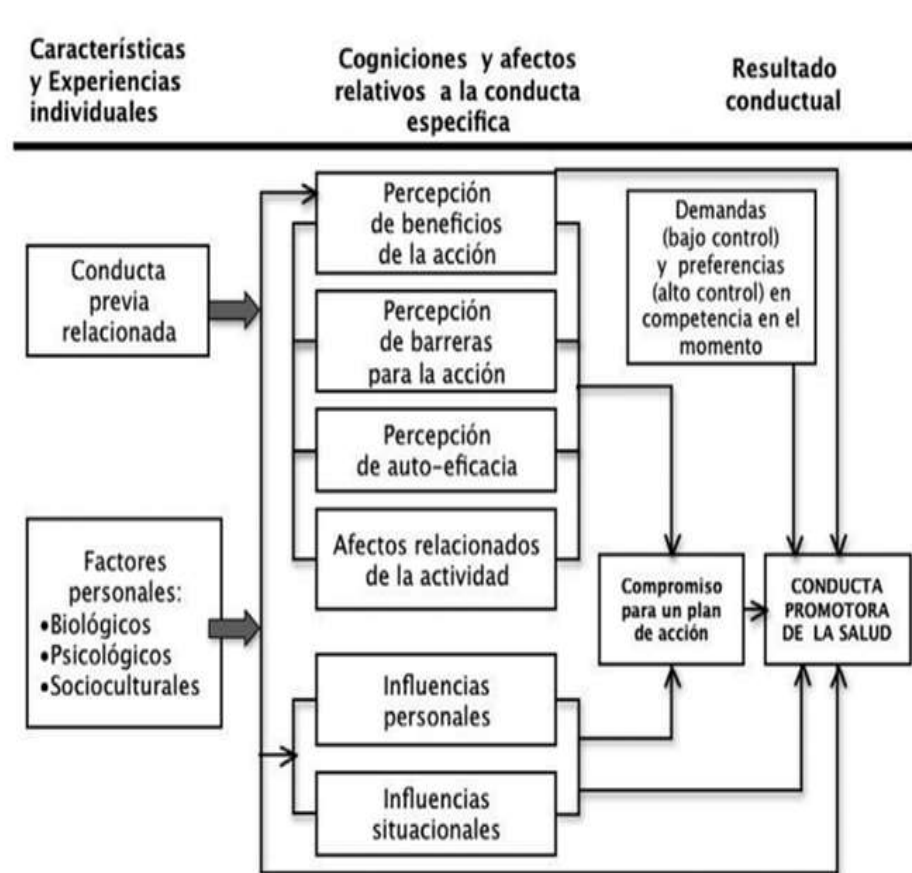 Características
y Experiencias
individuales
Cogniciones y afectos
relativos a la conducta
especifica
Resultado
conductual
Conducta
previa
relacionada
Factores
personales:
•Biológicos
•Psicológicos
•Socioculturales
Percepción
de beneficios
de la acción
Percepción
de barreras
para la acción
Percepción
de auto-eficacia
Afectos relacionados
de la actividad
Influencias
personales
Influencias
situacionales
Demandas
(bajo control)
y preferencias
(alto control) en
competencia en el
momento
Compromiso
para un plan
de acción
CONDUCTA
PROMOTORA
DE LA SALUD